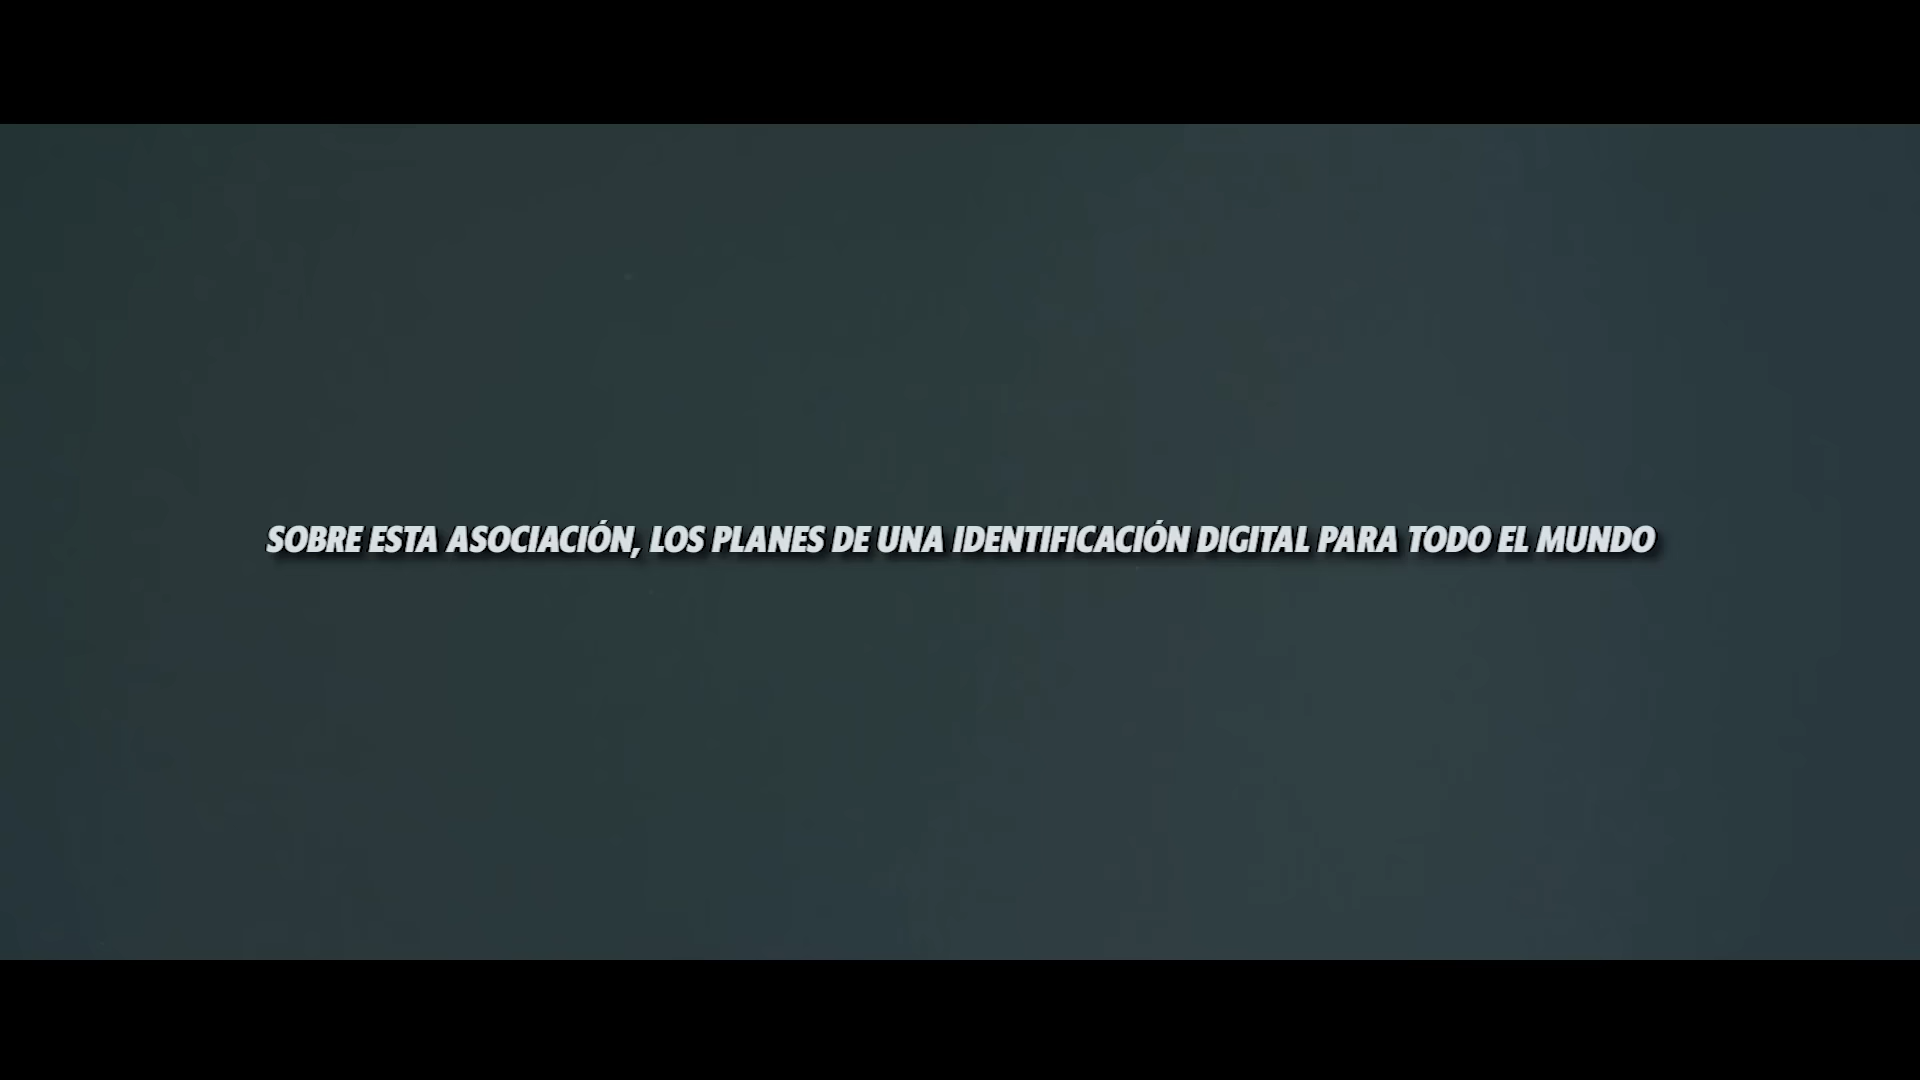 SOBRE ESTA ASOCIACIÓN, LOS PLANES DE UNA IDENTIFICACIÓN DIGITAL PARA TODO EL MUNDO